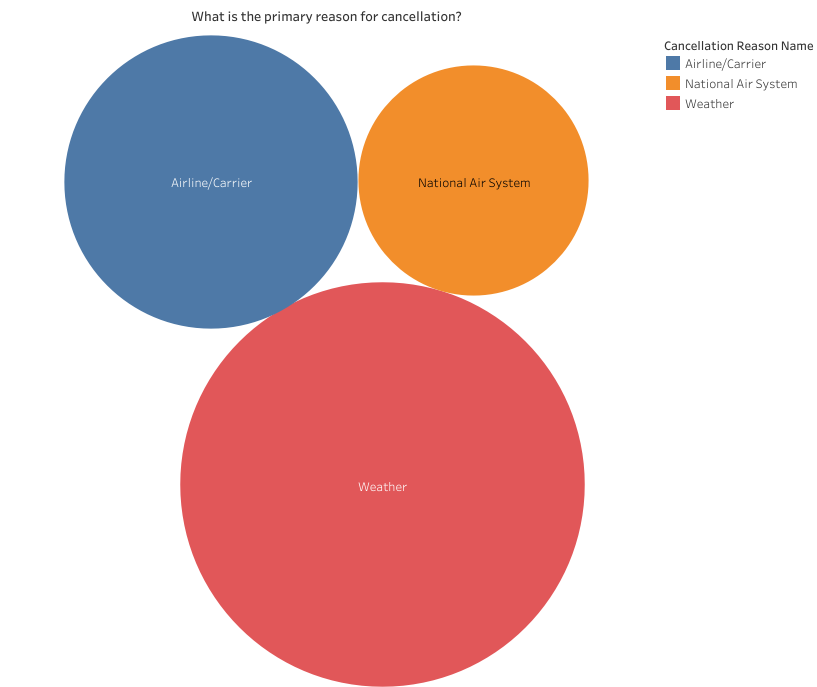 What is the primary reason for cancellation?
Cancellation Reason Name
Airline/Carrier
National Air System
Weather
Airline/Carrier
National Air System
Weather